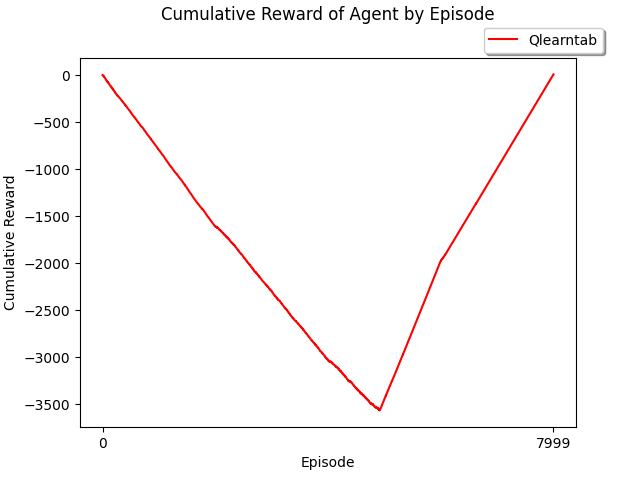 Cumulative Reward of Agent by Episode
Qlearntab
0
−500
−1000
−1500
−2000
−2500
−3000
−3500
Cumulative Reward
0
7999
Episode